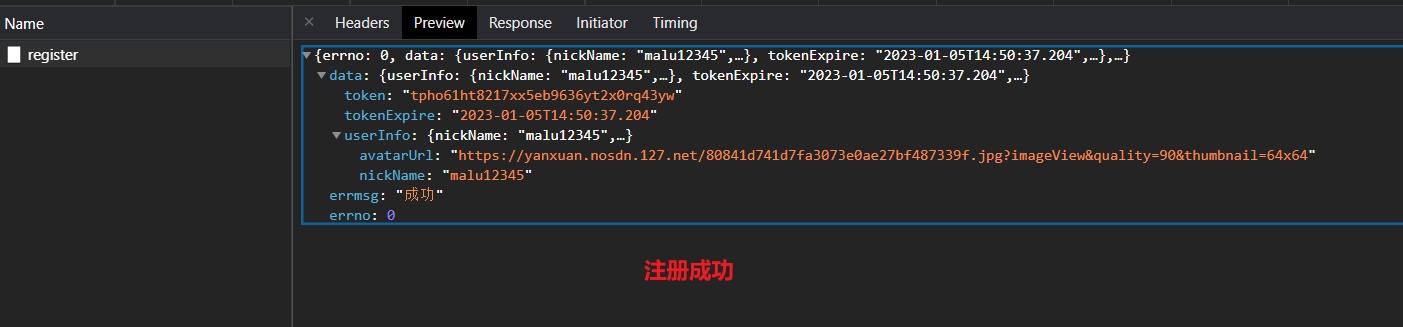 Name
× Headers Preview Response Initiator Timing
register
{errno: 0, data: {userInfo: {nickName: "malu12345",…}, tokenExpire: "2023-01-05T14:50:37.204",…},…}
data: {userInfo: {nickName: "malu12345",…}, tokenExpire: "2023-01-05T14:50:37.204",…}
token: "tpho61ht8217xx5eb9636yt2x0rq43yw"
tokenExpire: "2023-01-05T14:50:37.204"
userInfo: {nickName: "malu12345",…}
avatarUrl: "https://yanxuan.nosdn.127.net/80841d741d7fa3073e0ae27bf487339f.jpg?imageView&quality=90&thumbnail=64x64"
nickName: "malu12345"
errmsg: "成功"
errno: 0
注册成功